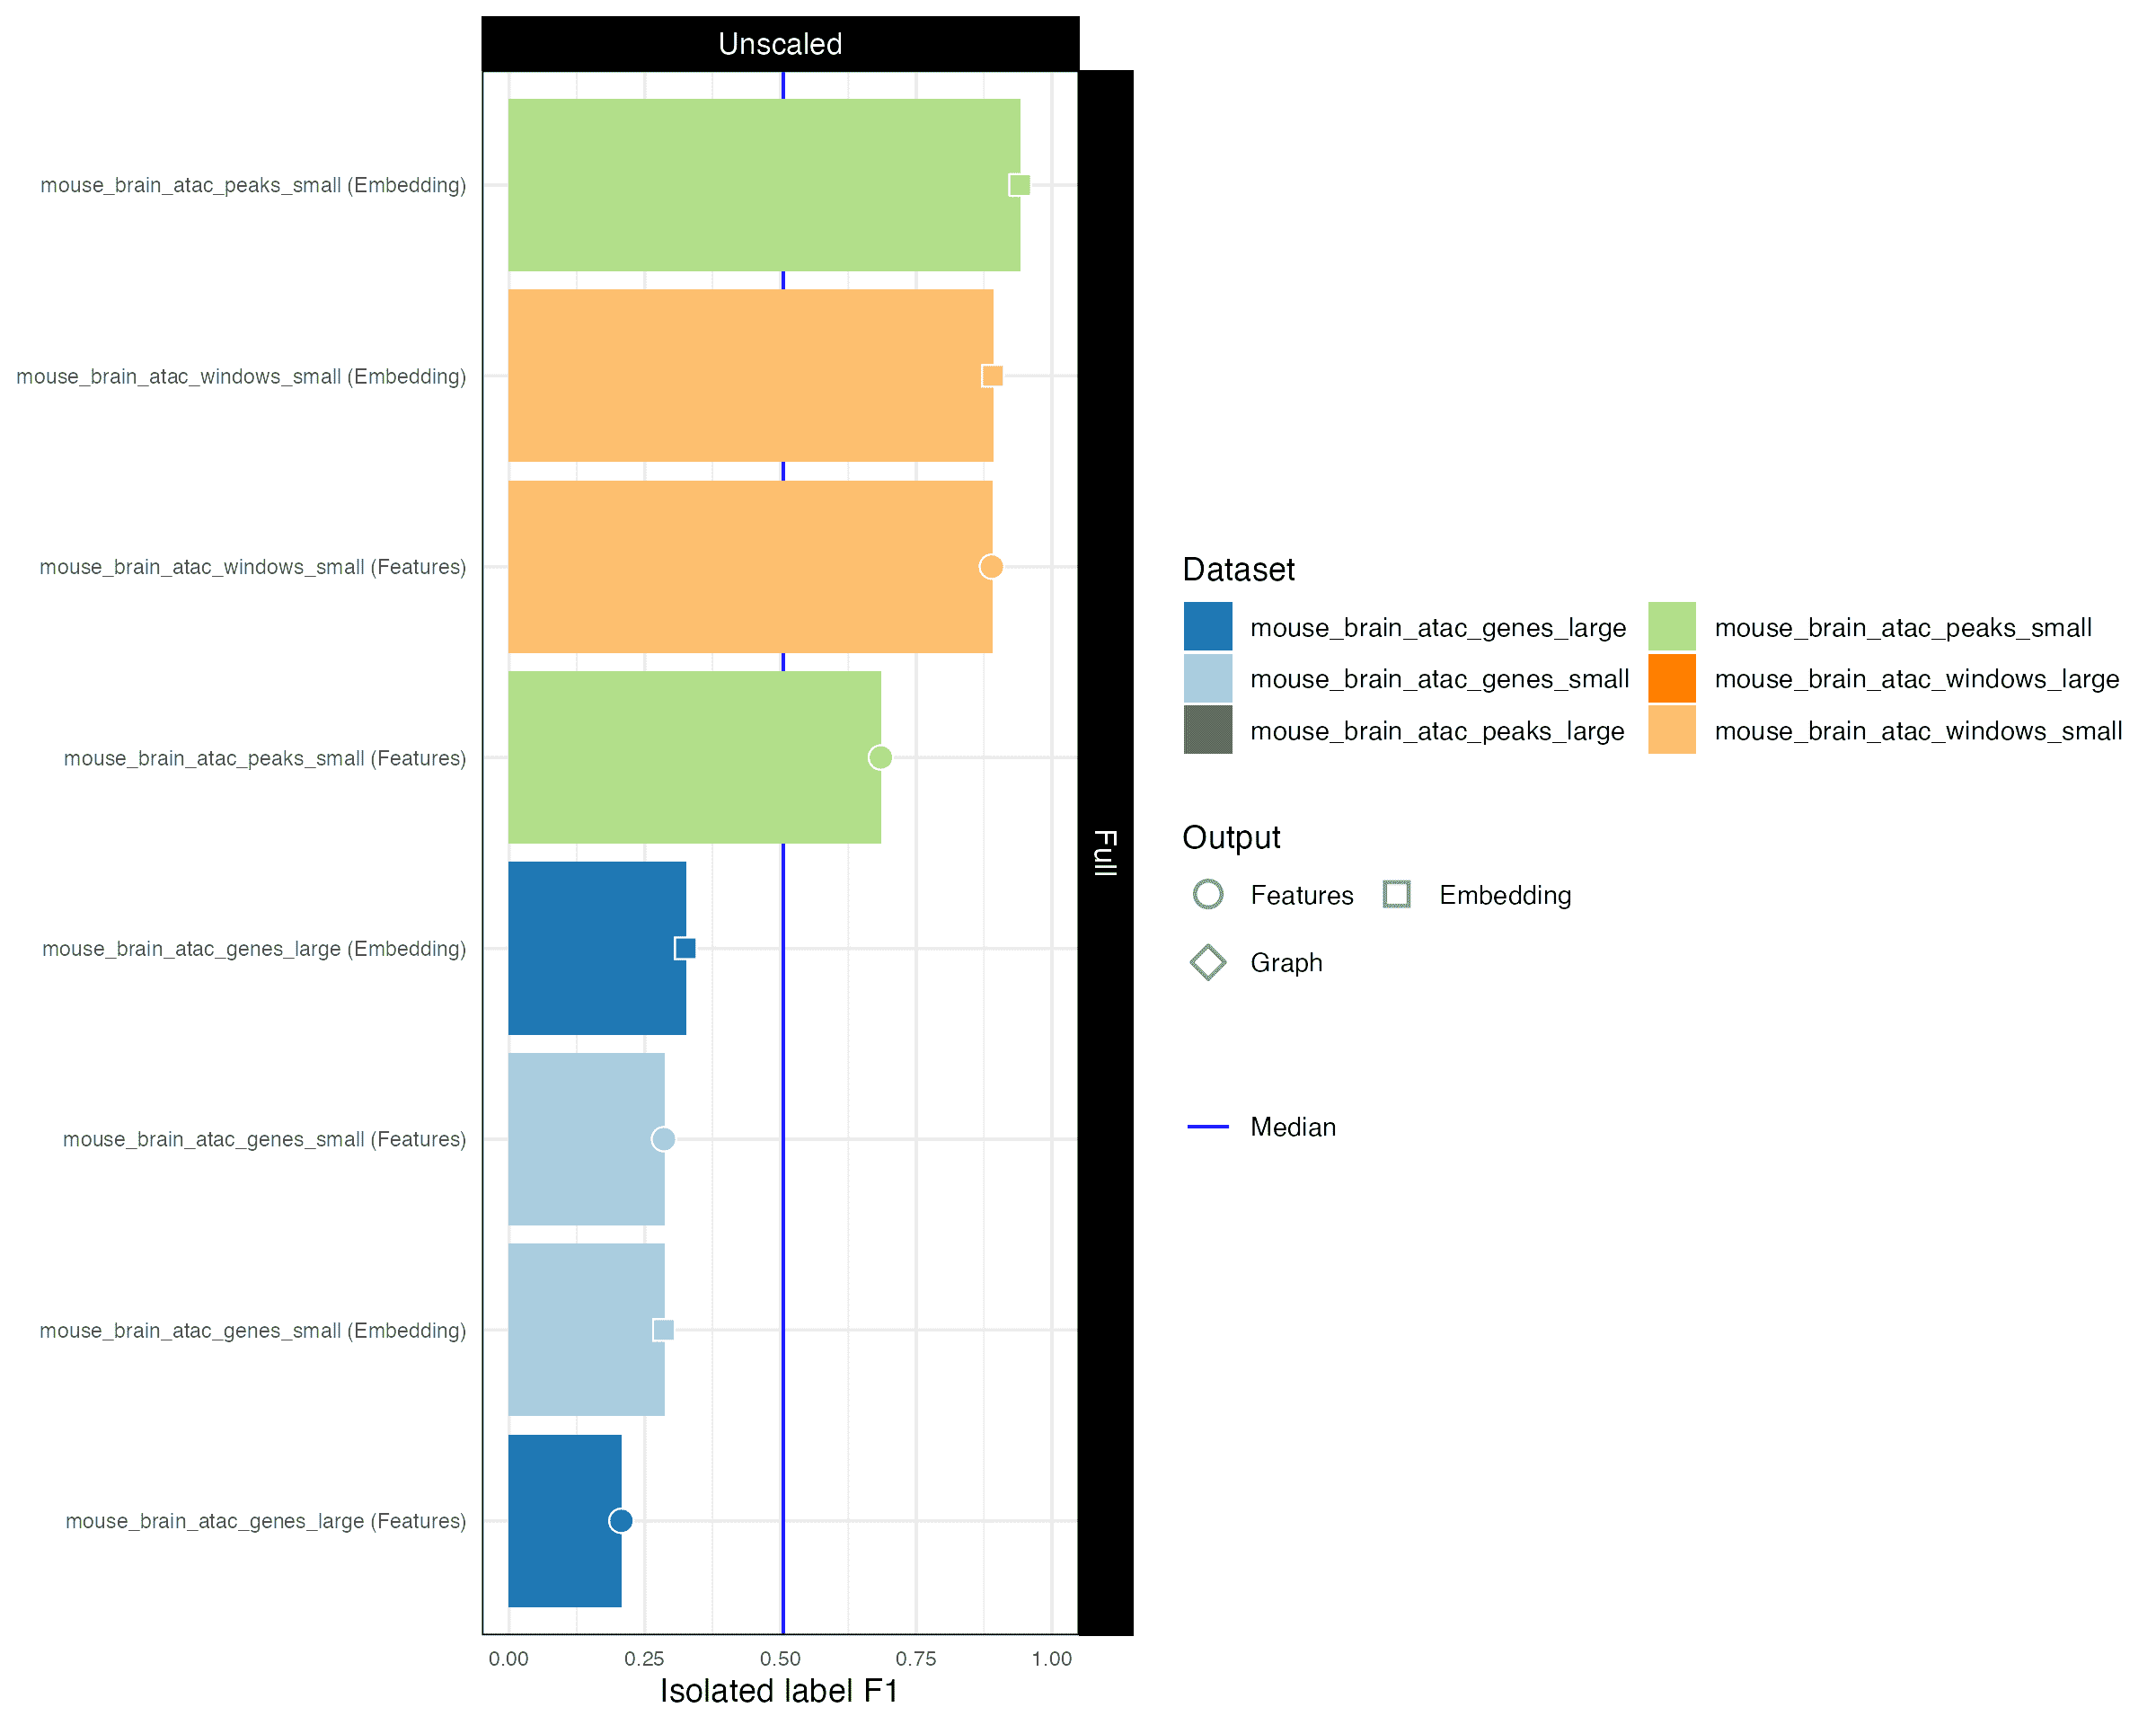 Unscaled
mouse_brain_atac_peaks_small (Embedding)
mouse_brain_atac_windows_small (Embedding)
mouse_brain_atac_windows_small (Features)
mouse_brain_atac_peaks_small (Features)
mouse_brain_atac_genes_large (Embedding)
mouse_brain_atac_genes_small (Features)
mouse_brain_atac_genes_small (Embedding)
mouse_brain_atac_genes_large (Features)
Full
0.00 0.25 0.50 0.75 1.00
Isolated label F1
Dataset
mouse_brain_atac_genes_large mouse_brain_atac_peaks_small
mouse_brain_atac_genes_small mouse_brain_atac_windows_large
mouse_brain_atac_peaks_large mouse_brain_atac_windows_small
Output
Features Embedding
Graph
Median